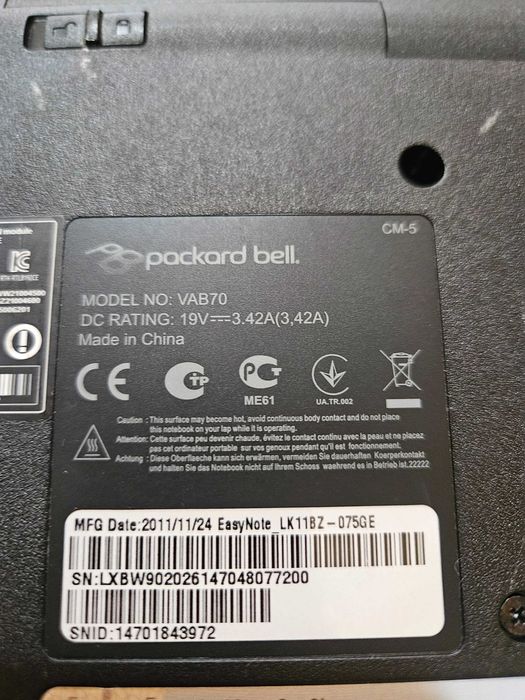 CM-5
packard bell.
MODEL NO: VAB70
DC RATING: 19V⎓3.42A(3,42A)
Made in China
CE
TP
PCT
ME61
UA.TR.002
Caution : This surface may become hot, avoid continuous body contact and do not place
this notebook on your lap while it is operating.
Attention: Cette surface peu devenir chaude, évitez le contact continu avec la peau et ne placez
pas cet ordinateur portable sur vos genoux pendant qu'il est fonctionnement.
Achtung : Diese Oberflaeche kann sich erwärmen, vermeiden Sie dauerhaften Koerperkontakt
und halten Sie das Notebook nicht auf Ihrem Schoss waehrend es in Betrieb ist.22222
MFG Date:2011/11/24 EasyNote_LK11BZ-075GE
SN:LXBW902026147048077200
SNID:14701843972
module